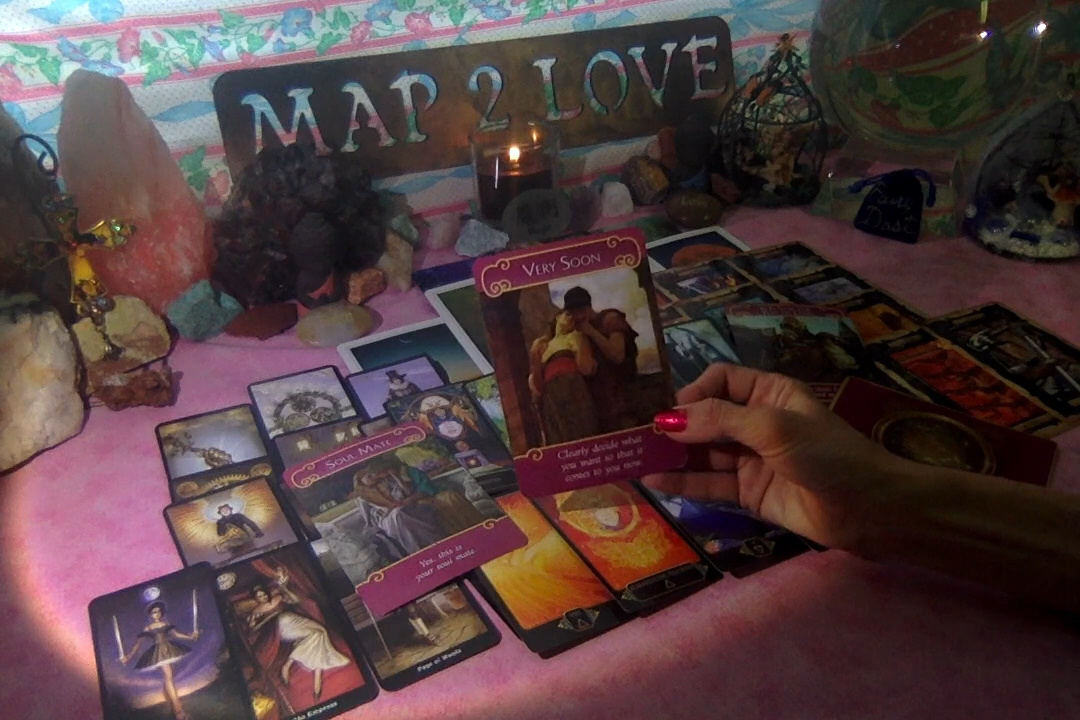 MAP 2 LOVE
VERY SOON
Clearly decide what
you want so that it
comes to you now.
SOUL MATE
Yes, this is
your soul mate
Page of Wands
The Empress